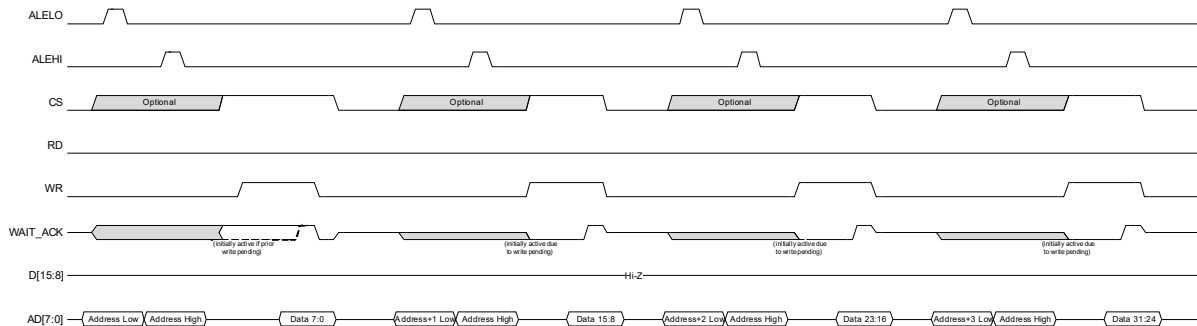 ALELO
ALEHI
CS
Optional
Optional
Optional
Optional
RD
WR
WAIT_ACK
(initially active if prior
write pending)
(initially active due
to write pending)
(initially active due
to write pending)
(initially active due
to write pending)
D[15:8]
Hi-Z
AD[7:0]
Address Low
Address High
Data 7:0
Address+1 Low
Address High
Data 15:8
Address+2 Low
Address High
Data 23:16
Address+3 Low
Address High
Data 31:24